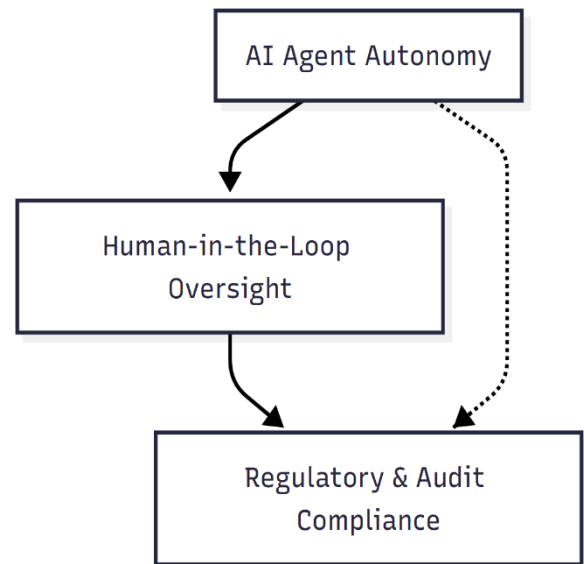 AI Agent Autonomy
Human-in-the-Loop
Oversight
Regulatory & Audit
Compliance